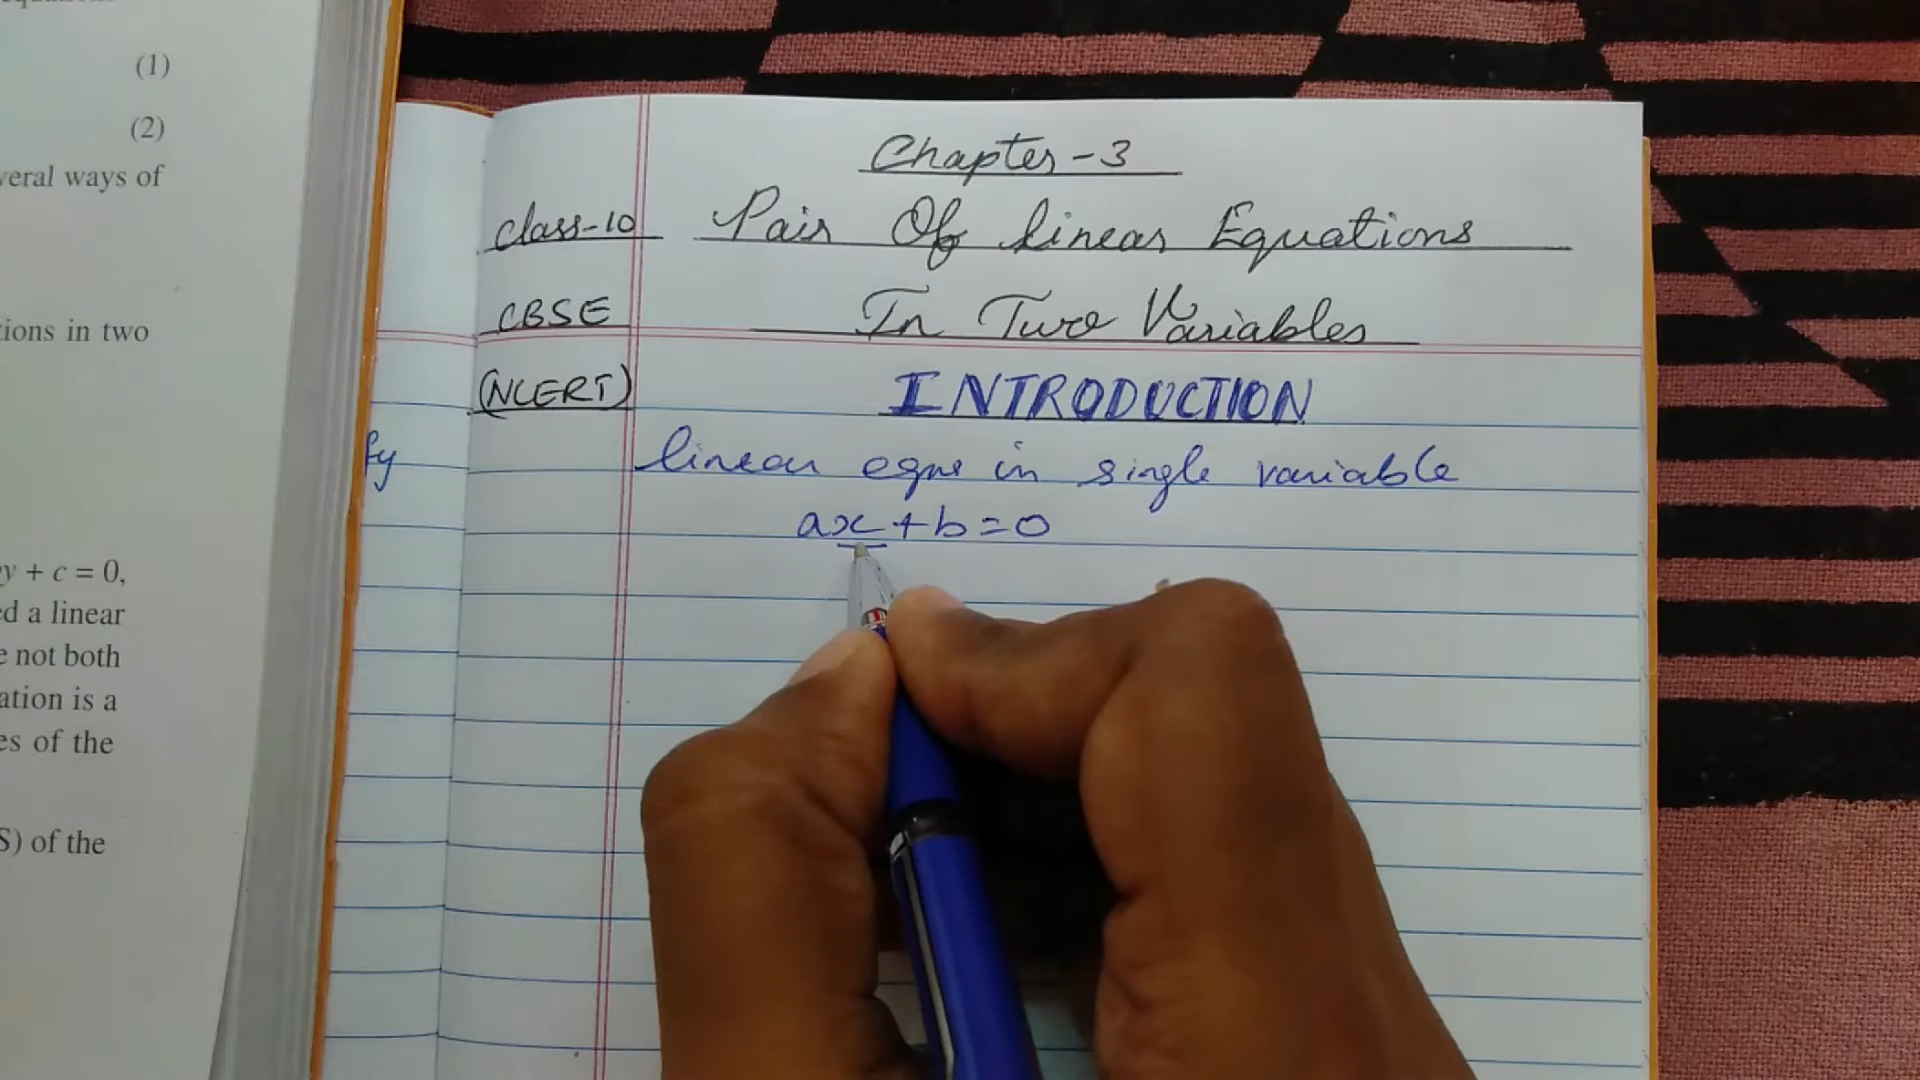 (1)
(2)
veral ways of
tions in two
y + c = 0,
d a linear
e not both
ation is a
es of the
S) of the
fy
Chapter-3
Class-10 Pair Of Linear Equations
CBSE In Two Variables
(NCERT) INTRODUCTION
linear eqns in single variable
ax+b=0